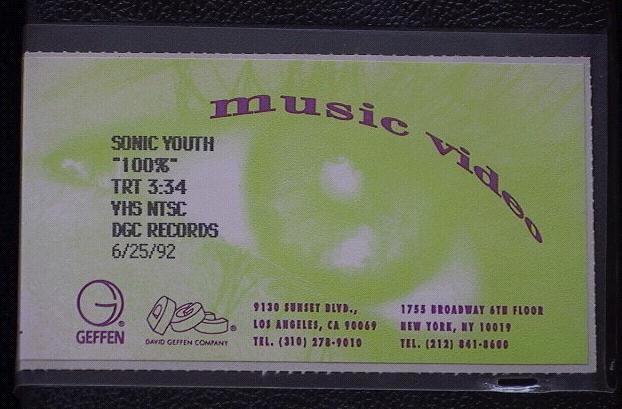 music video
SONIC YOUTH
"100%"
TRT 3:34
VHS NTSC
DGC RECORDS
6/25/92
GEFFEN®
DGC®
DAVID GEFFEN COMPANY
9130 SUNSET BLVD.,
LOS ANGELES, CA 90069
TEL. (310) 278-9010
1755 BROADWAY 6TH FLOOR
NEW YORK, NY 10019
TEL. (212) 841-8600